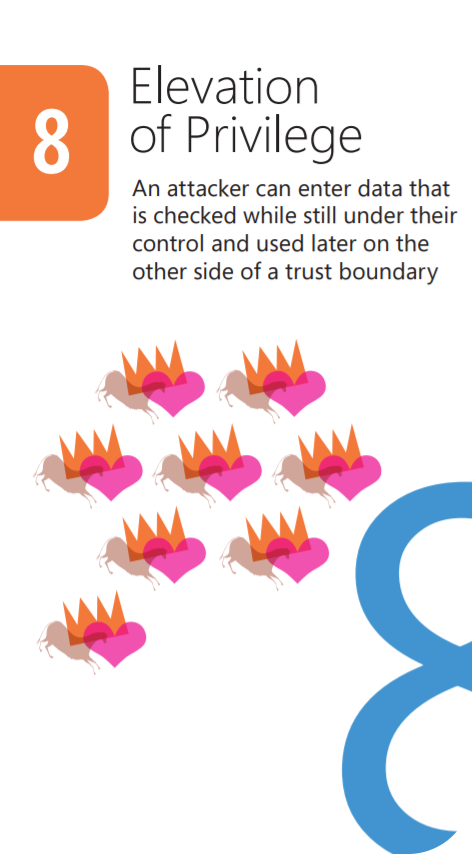 8
Elevation
of Privilege
An attacker can enter data that
is checked while still under their
control and used later on the
other side of a trust boundary
8